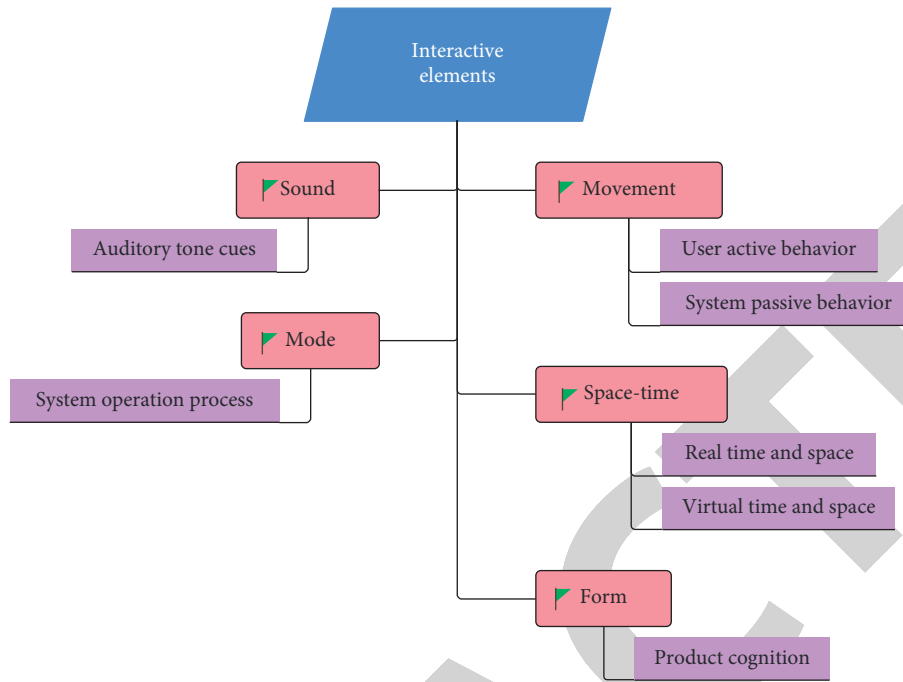 Interactive
elements
Sound
Auditory tone cues
Mode
System operation process
Movement
User active behavior
System passive behavior
Space-time
Real time and space
Virtual time and space
Form
Product cognition